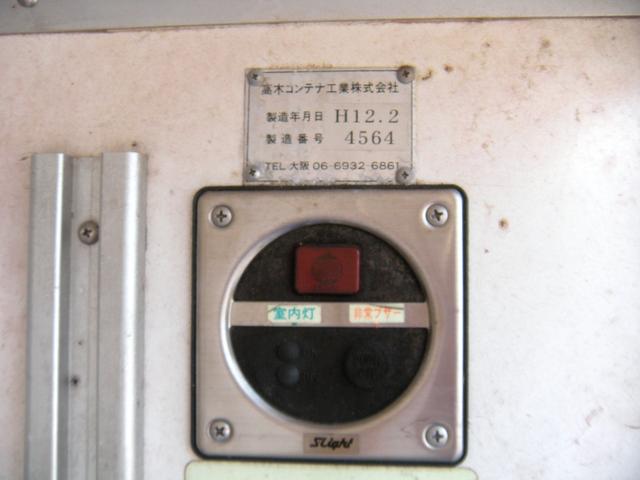 高木コンテナ工業株式会社
製造年月日 H12.2
製造番号 4564
TEL 大阪 06-6932-6861
室内灯 非常ブザー
SLight